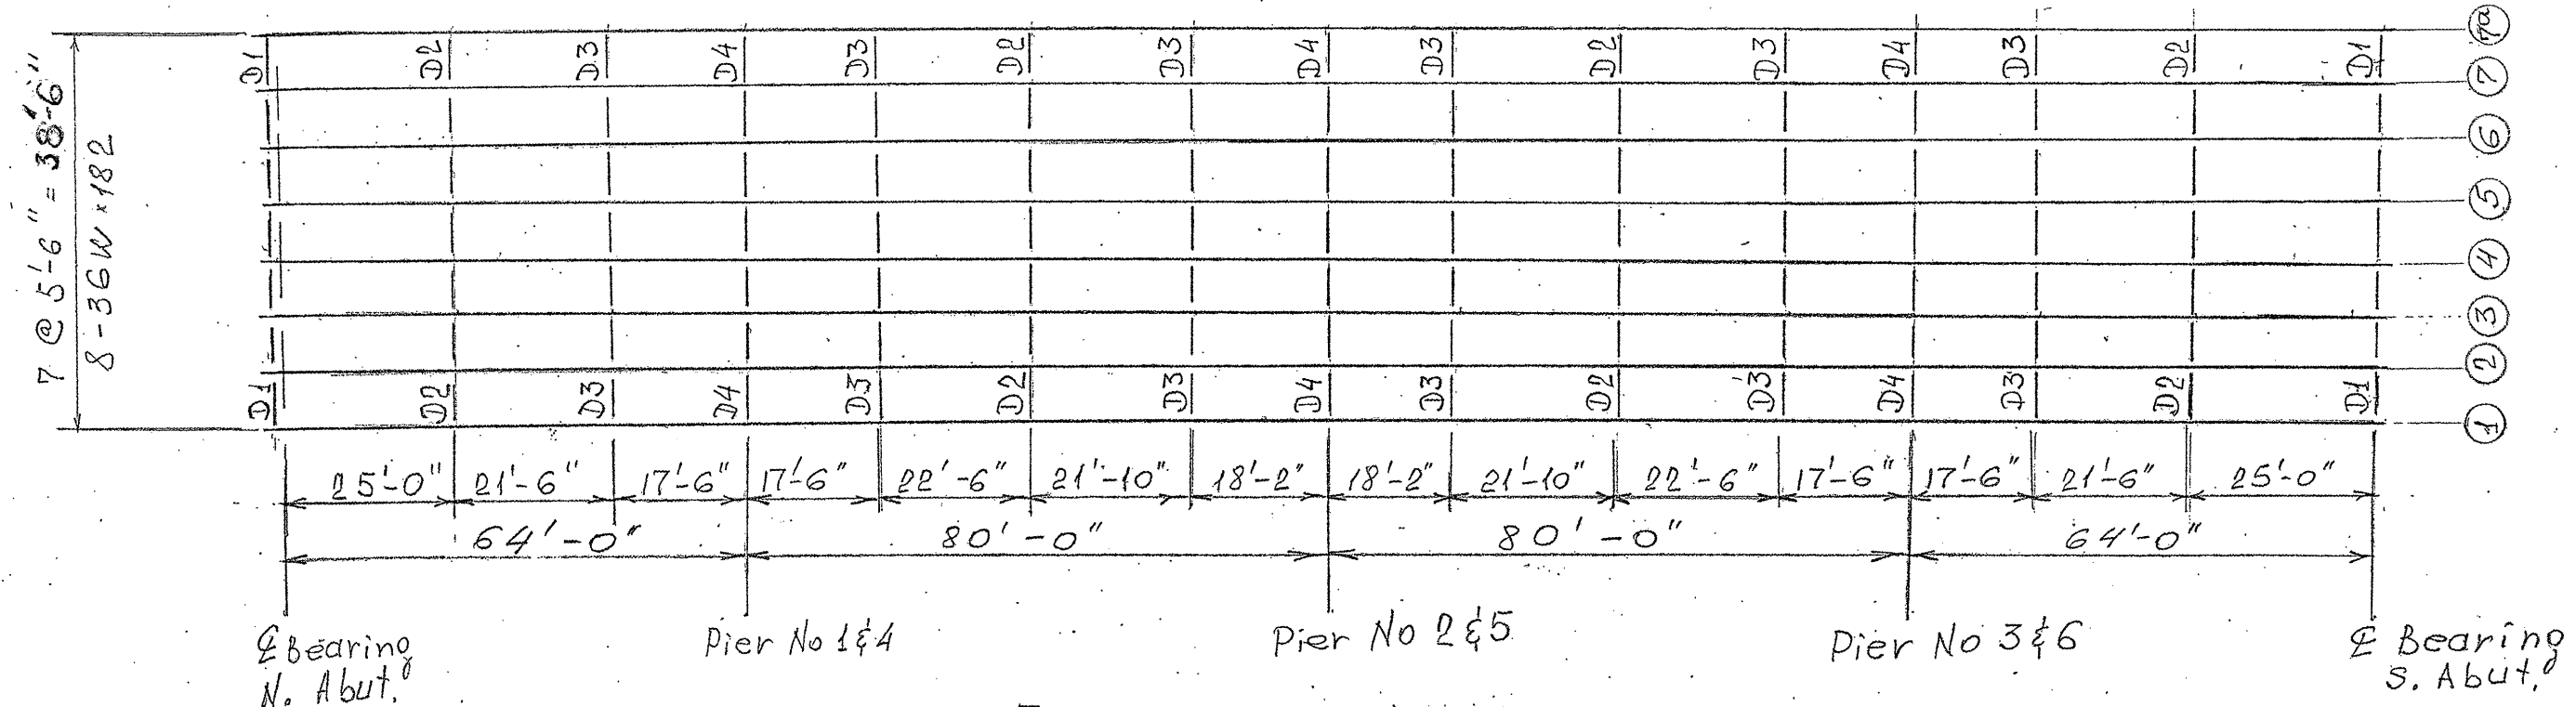 7 @ 5'-6" = 38'-6"
8 - 36W × 182
D1 D2 D3 D4 D3 D2 D3 D4 D3 D2 D3 D4 D3 D2 D1
7a
7
6
5
4
3
2
1
D1 D2 D3 D4 D3 D2 D3 D4 D3 D2 D3 D4 D3 D2 D1
25'-0" 21'-6" 17'-6" 17'-6" 22'-6" 21'-10" 18'-2" 18'-2" 21'-10" 22'-6" 17'-6" 17'-6" 21'-6" 25'-0"
64'-0" 80'-0" 80'-0" 64'-0"
℄ Bearing
N. Abut.
Pier No 1 & 4
Pier No 2 & 5
Pier No 3 & 6
℄ Bearing
S. Abut.